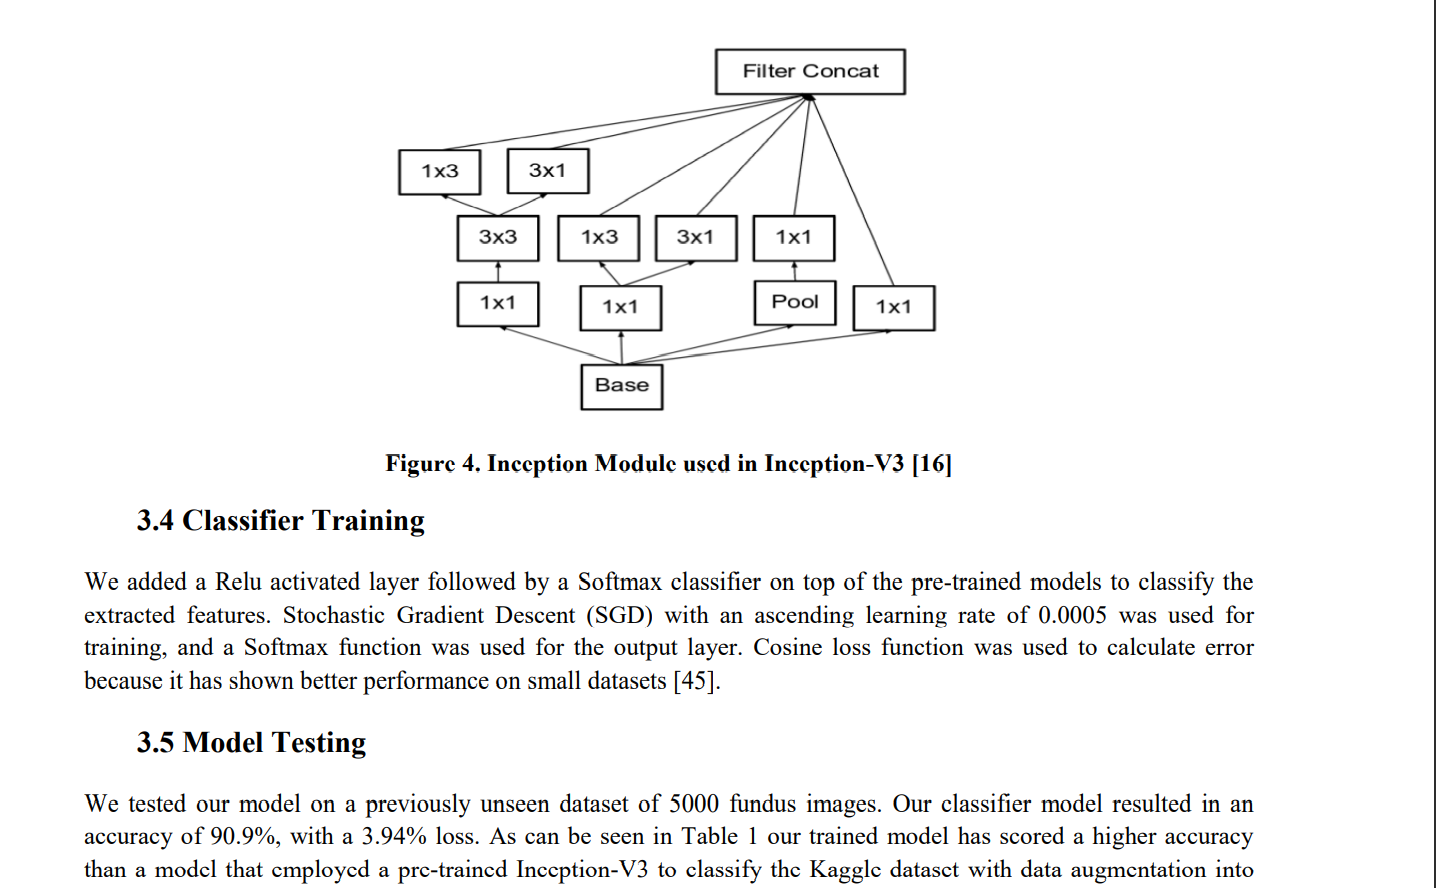 Filter Concat
1x3
3x1
3x3
1x3
3x1
1x1
1x1
1x1
Pool
1x1
Base
Figure 4. Inception Module used in Inception-V3 [16]
3.4 Classifier Training
We added a Relu activated layer followed by a Softmax classifier on top of the pre-trained models to classify the
extracted features. Stochastic Gradient Descent (SGD) with an ascending learning rate of 0.0005 was used for
training, and a Softmax function was used for the output layer. Cosine loss function was used to calculate error
because it has shown better performance on small datasets [45].
3.5 Model Testing
We tested our model on a previously unseen dataset of 5000 fundus images. Our classifier model resulted in an
accuracy of 90.9%, with a 3.94% loss. As can be seen in Table 1 our trained model has scored a higher accuracy
than a model that employed a pre-trained Inception-V3 to classify the Kaggle dataset with data augmentation into